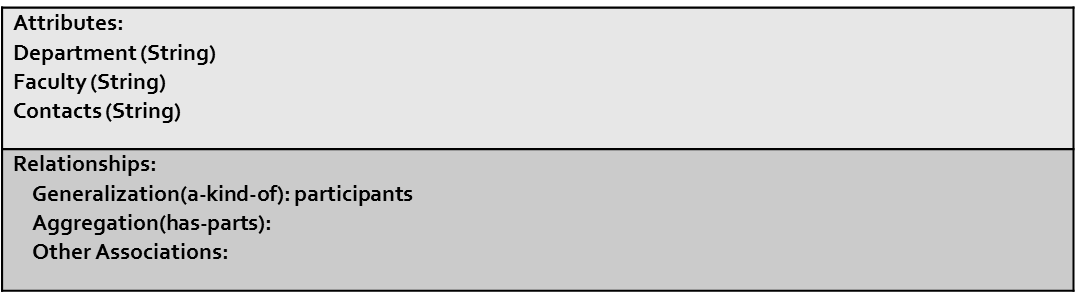 Attributes:
Department (String)
Faculty (String)
Contacts (String)
Relationships:
Generalization(a-kind-of): participants
Aggregation(has-parts):
Other Associations: